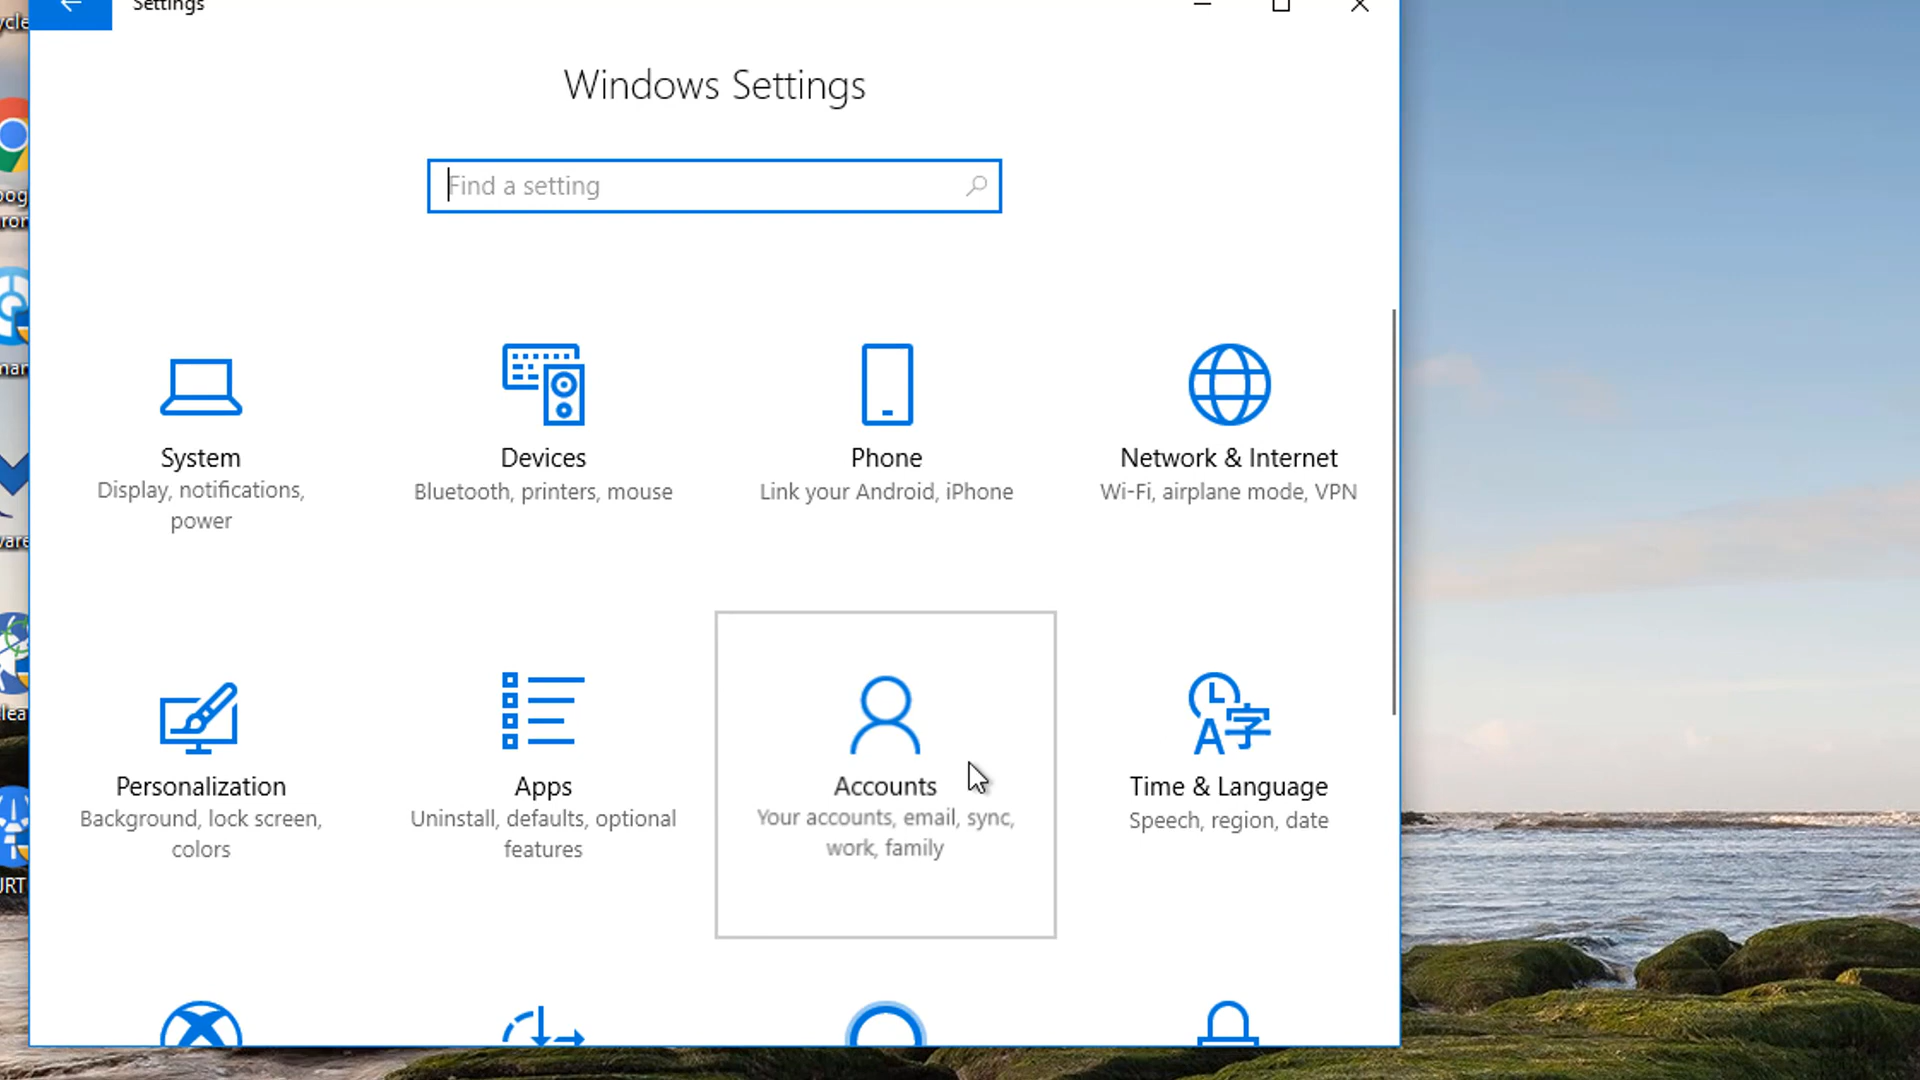 Settings
Windows Settings
Find a setting
System
Display, notifications,
power
Devices
Bluetooth, printers, mouse
Phone
Link your Android, iPhone
Network & Internet
Wi-Fi, airplane mode, VPN
Personalization
Background, lock screen,
colors
Apps
Uninstall, defaults, optional
features
Accounts
Your accounts, email, sync,
work, family
Time & Language
Speech, region, date